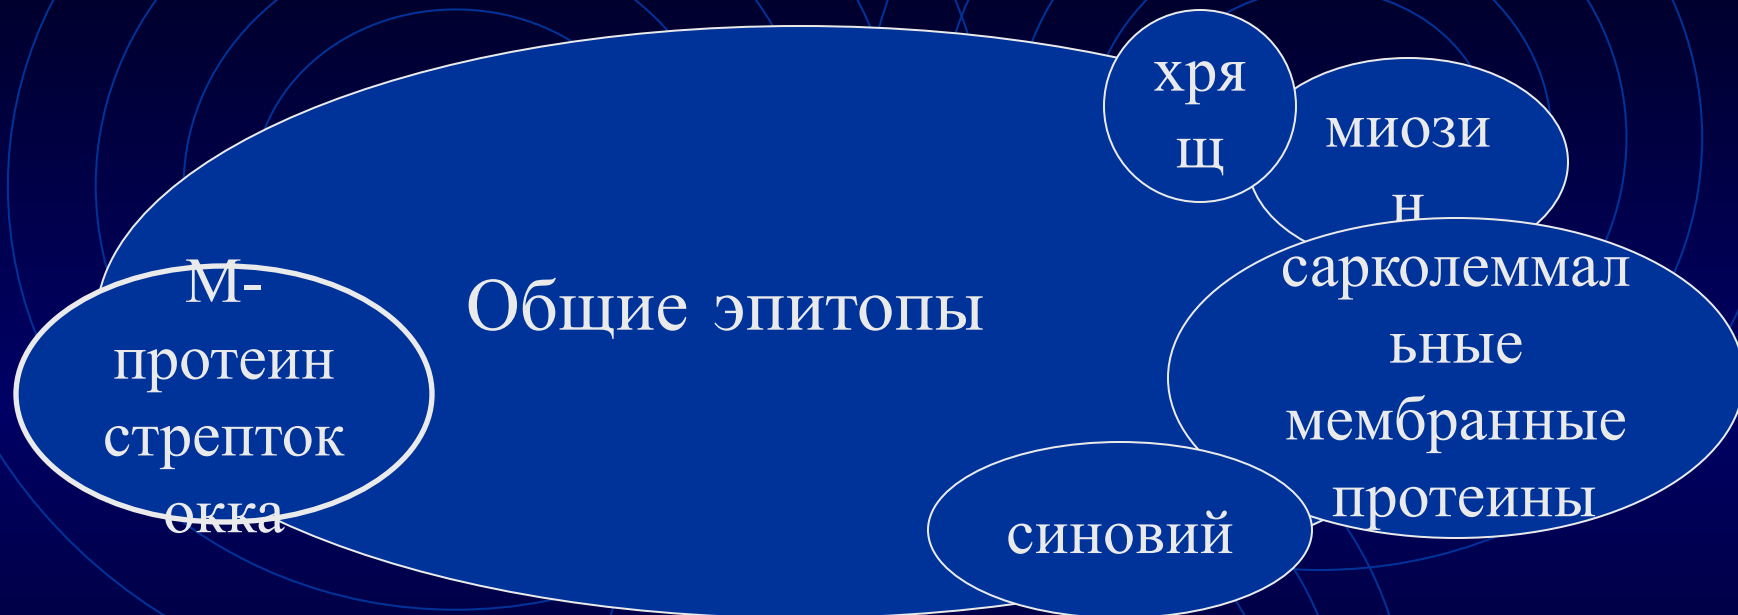 хря
щ
миози
н
сарколеммал
ьные
мембранные
протеины
Общие эпитопы
М-
протеин
стрепток
окка
синовий